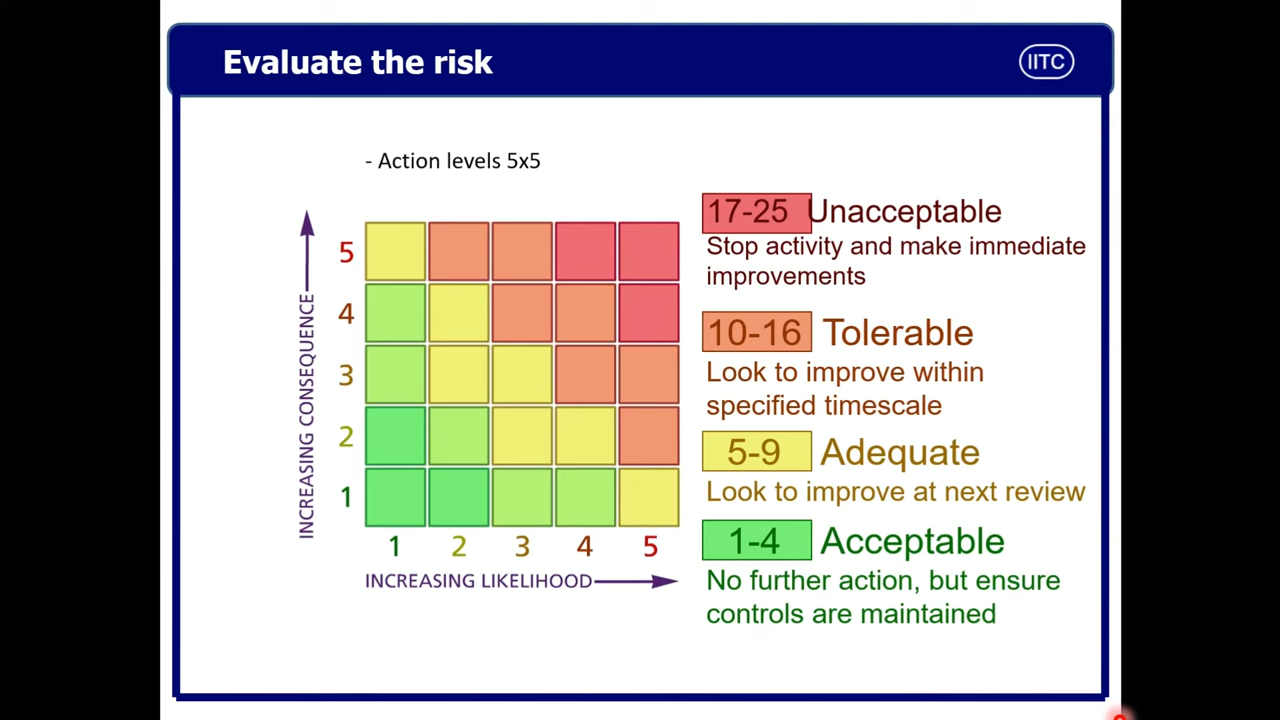 Evaluate the risk
IITC
- Action levels 5x5
INCREASING CONSEQUENCE
5
4
3
2
1
1 2 3 4 5
INCREASING LIKELIHOOD
17-25 Unacceptable
Stop activity and make immediate
improvements
10-16 Tolerable
Look to improve within
specified timescale
5-9 Adequate
Look to improve at next review
1-4 Acceptable
No further action, but ensure
controls are maintained